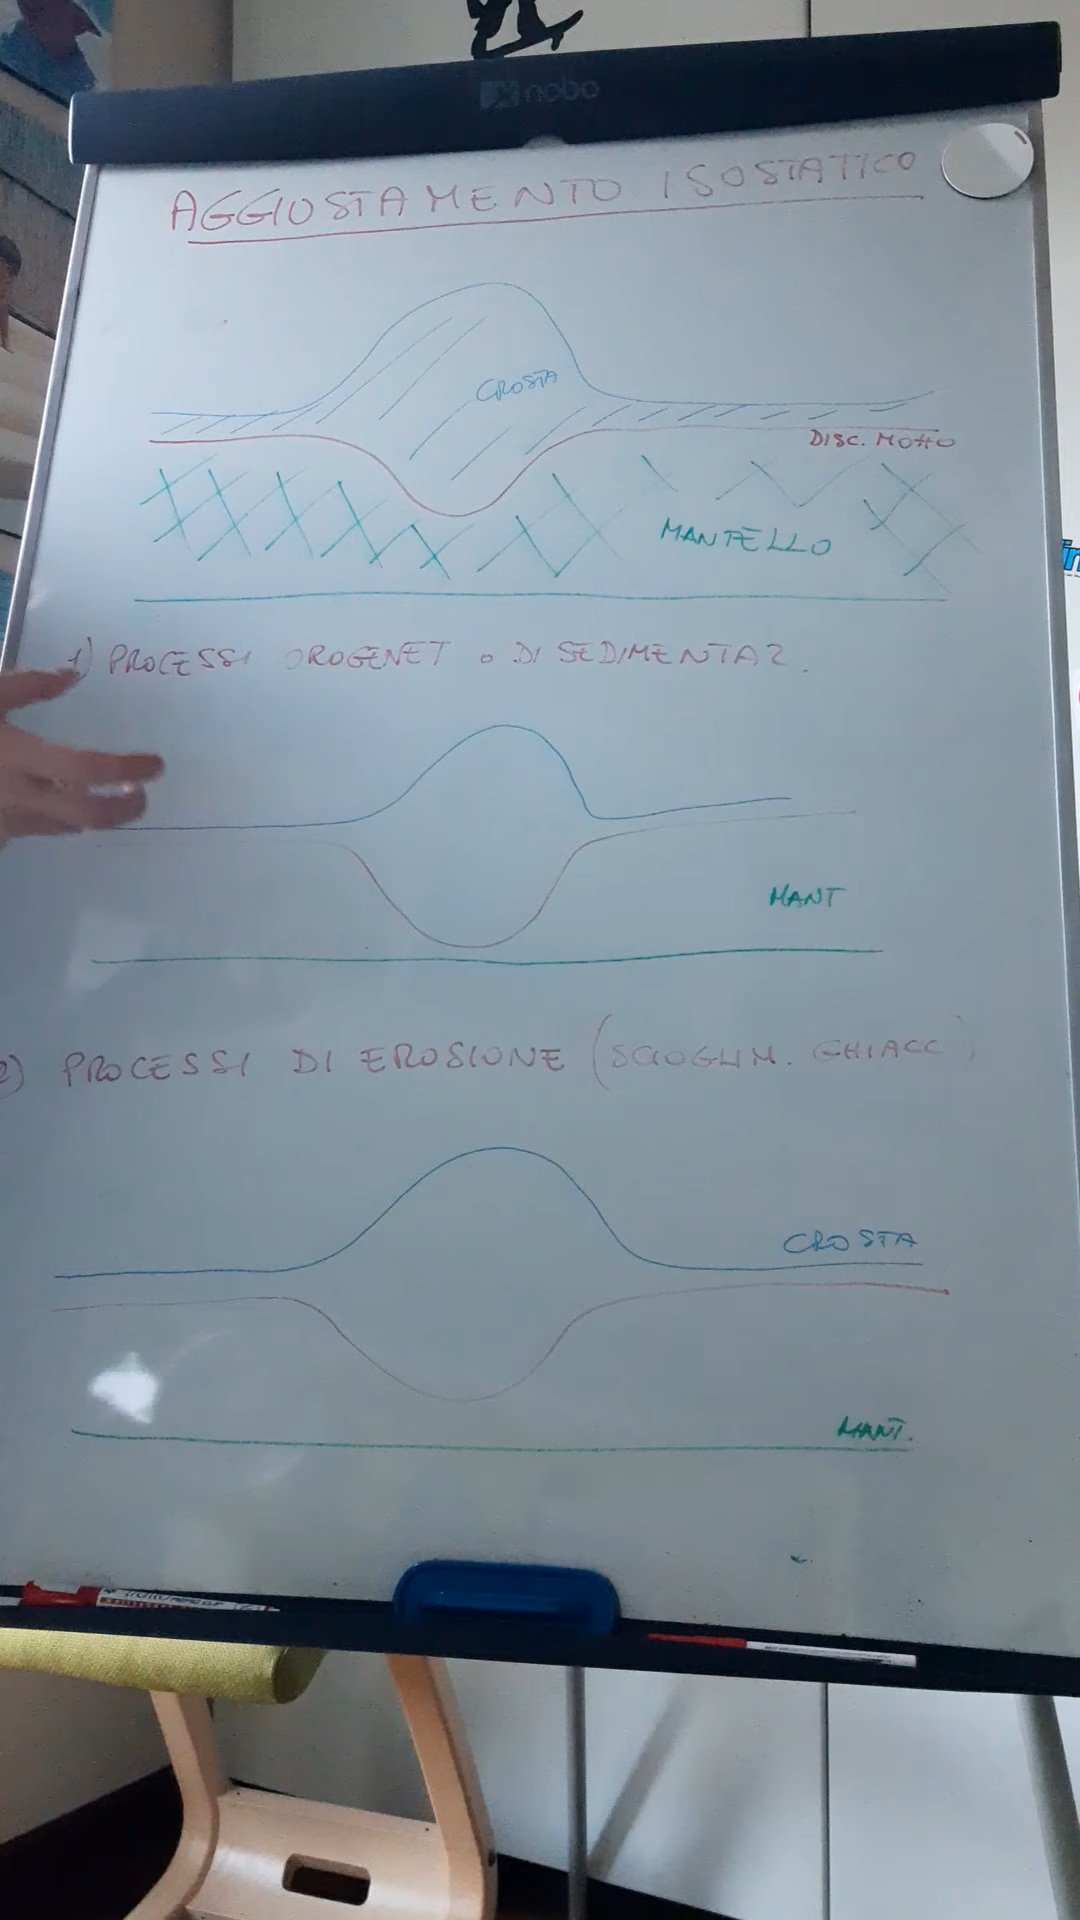 nobo
AGGIUSTAMENTO ISOSTATICO
CROSTA
DISC. MOHO
MANTELLO
1) PROCESSI OROGENET o DI SEDIMENTAZ.
MANT
2) PROCESSI DI EROSIONE (SCIOGLIM. GHIACC)
CROSTA
MANT.